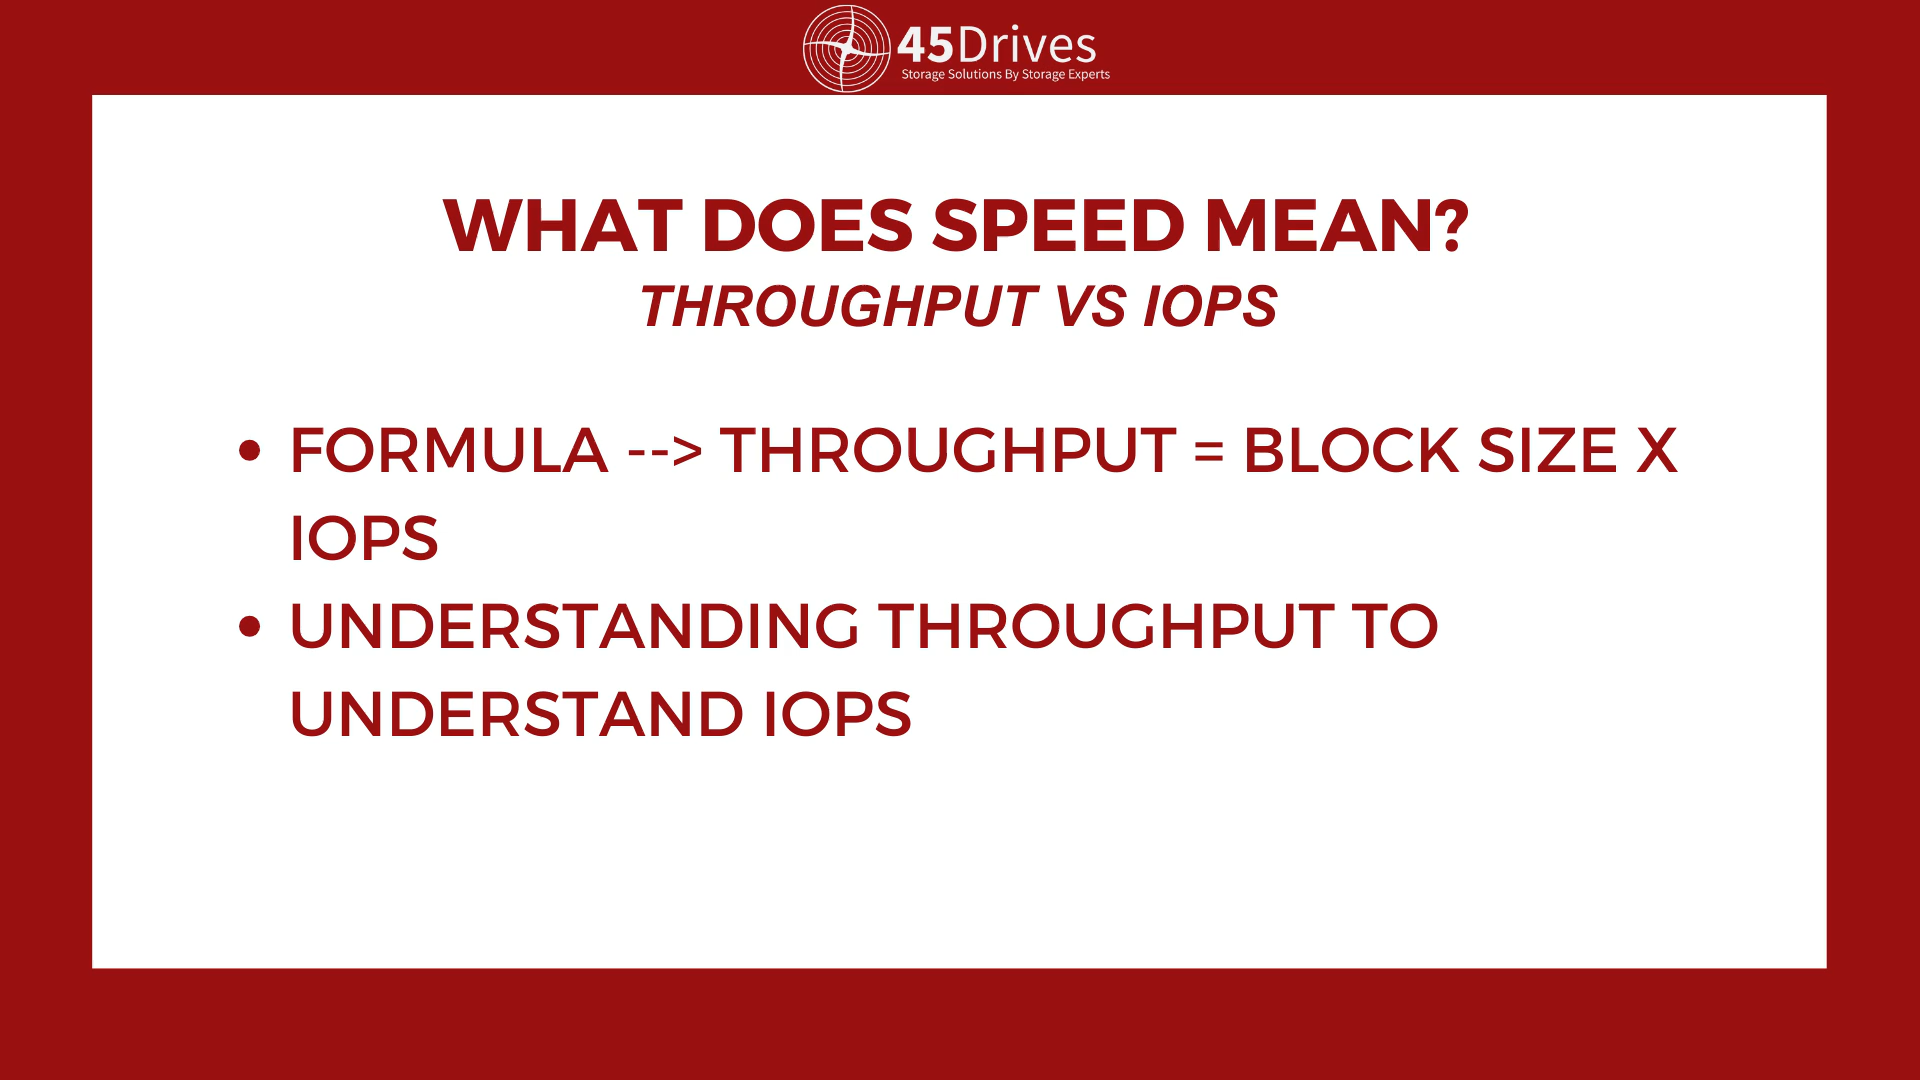 45Drives
Storage Solutions By Storage Experts
WHAT DOES SPEED MEAN?
THROUGHPUT VS IOPS
• FORMULA --> THROUGHPUT = BLOCK SIZE X
IOPS
• UNDERSTANDING THROUGHPUT TO
UNDERSTAND IOPS